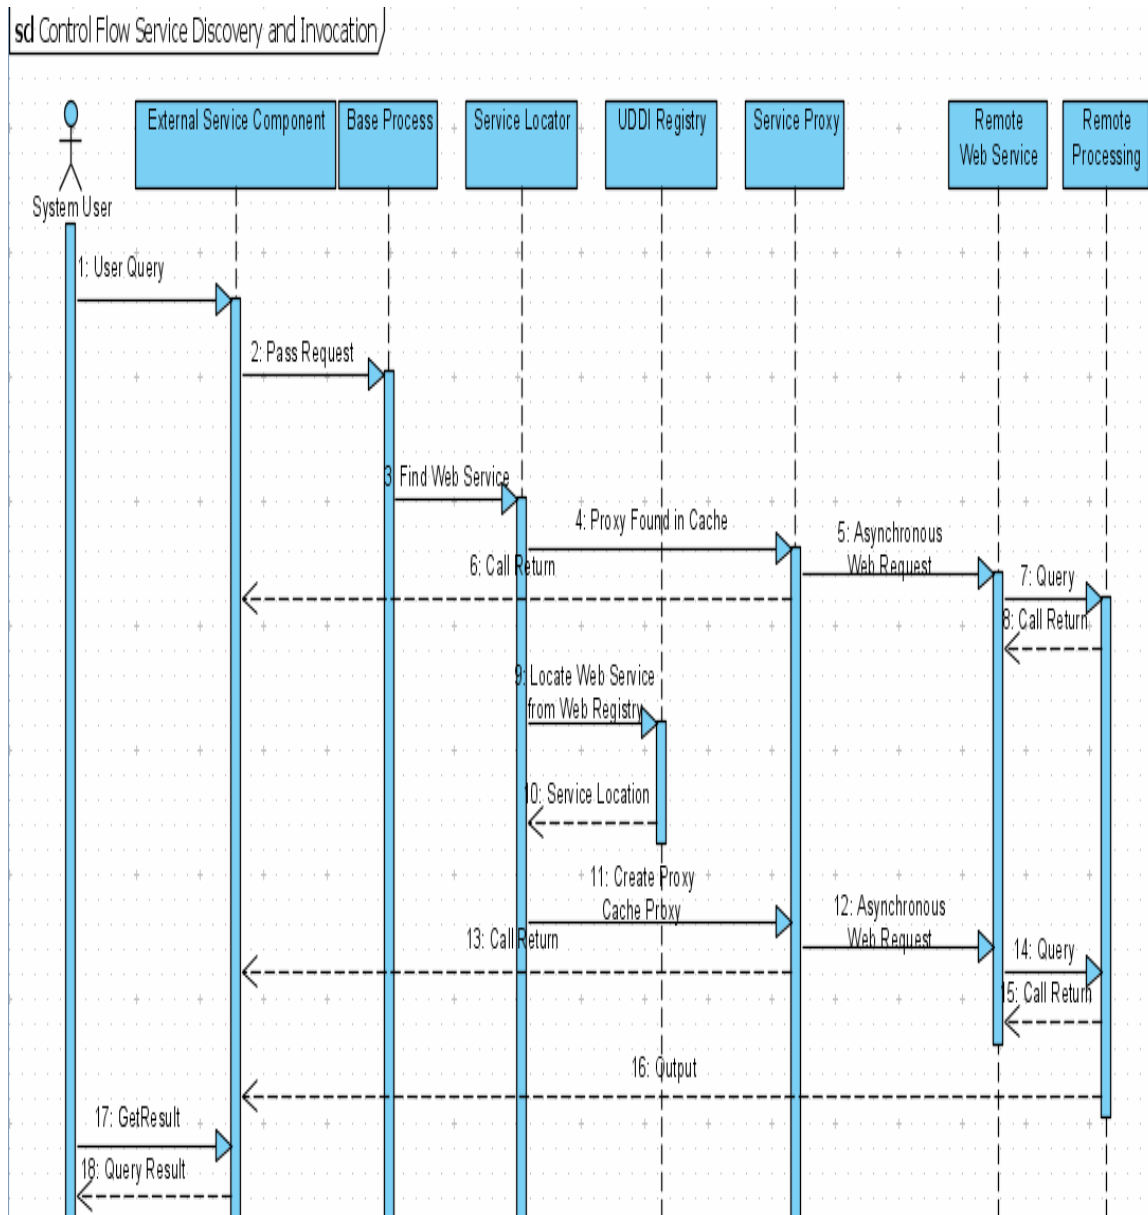 sd Control Flow Service Discovery and Invocation
System User
External Service Component
Base Process
Service Locator
UDDI Registry
Service Proxy
Remote
Web Service
Remote
Processing
1: User Query
2: Pass Request
3 Find Web Service
4: Proxy Found in Cache
5: Asynchronous
Web Request
6: Call Return
7: Query
8: Call Return
9: Locate Web Service
from Web Registry
10: Service Location
11: Create Proxy
Cache Proxy
12: Asynchronous
Web Request
13: Call Return
14: Query
15: Call Return
16: Output
17: GetResult
18: Query Result